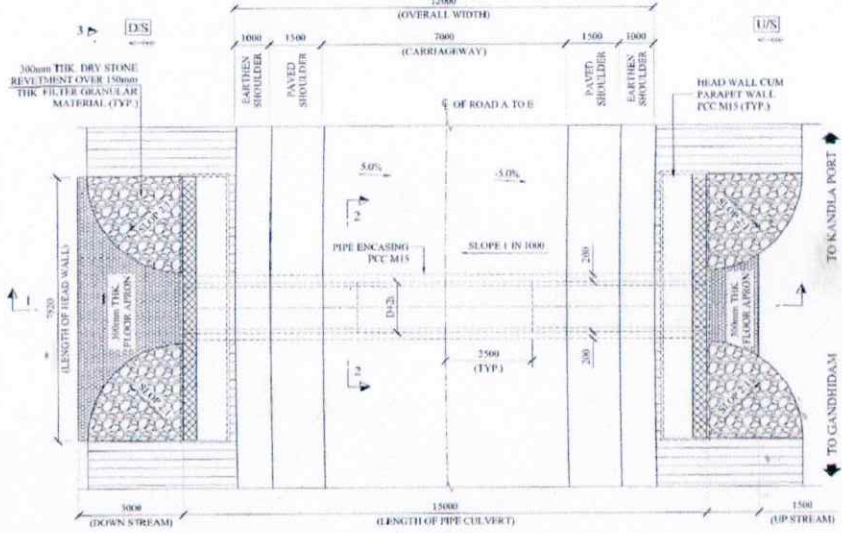 12000
(OVERALL WIDTH)
3
D/S
U/S
1000
1500
7000
1500
1000
(CARRIAGEWAY)
EARTHEN
SHOULDER
PAVED
SHOULDER
PAVED
SHOULDER
EARTHEN
SHOULDER
300mm THK. DRY STONE
REVETMENT OVER 150mm
THK. FILTER GRANULAR
MATERIAL (TYP.)
HEAD WALL CUM
PARAPET WALL
PCC M15 (TYP.)
OF ROAD A TO E
TO KANDLA PORT
5.0%
-5.0%
2
PIPE ENCASING
PCC M15
SLOPE 1 IN 1000
200
1
7820
(LENGTH OF HEAD WALL)
300mm THK.
FLOOR APRON
300mm THK.
FLOOR APRON
2500
(TYP.)
200
2
TO GANDHIDAM
3000
(DOWN STREAM)
15000
(LENGTH OF PIPE CULVERT)
1500
(UP STREAM)